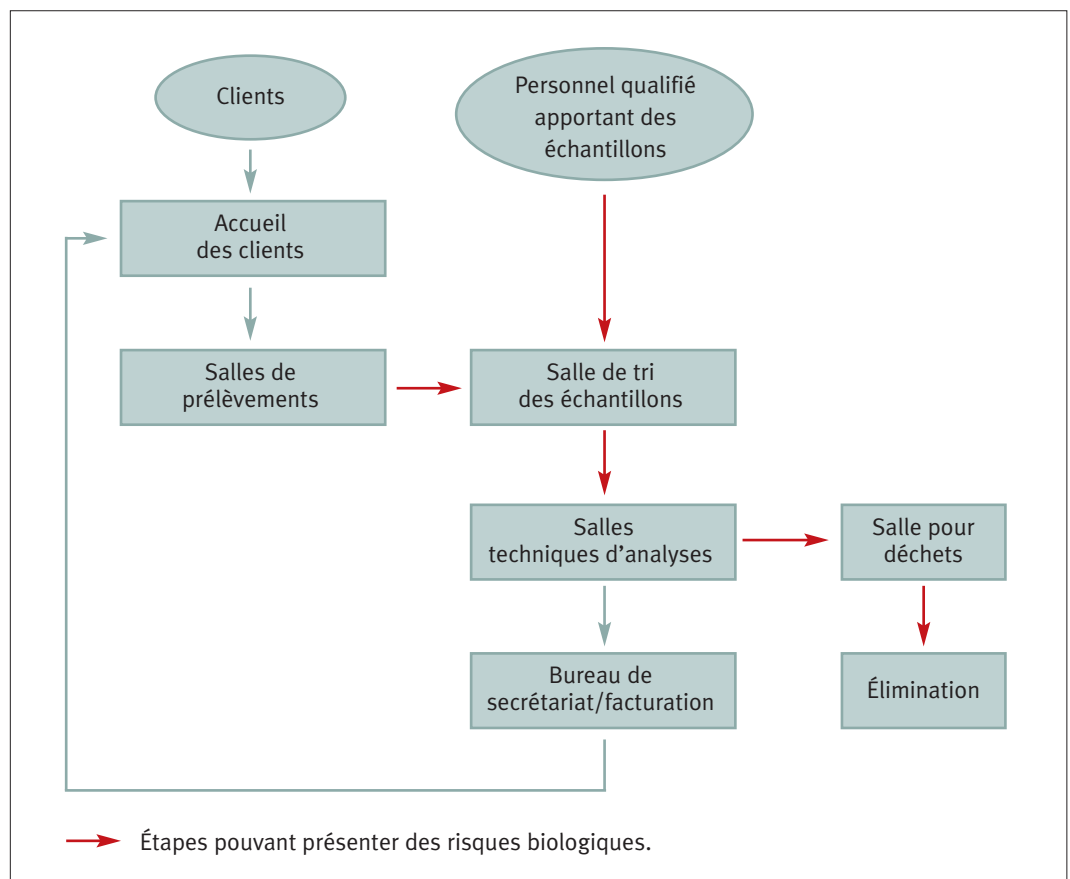 Clients
Personnel qualifié
apportant des
échantillons
Accueil
des clients
Salles de
prélèvements
Salle de tri
des échantillons
Salles
techniques d'analyses
Salle pour
déchets
Bureau de
secrétariat/facturation
Élimination
Étapes pouvant présenter des risques biologiques.